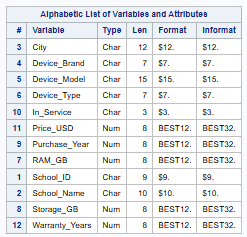 Alphabetic List of Variables and Attributes
# Variable Type Len Format Informat
3 City Char 12 $12. $12.
4 Device_Brand Char 7 $7. $7.
5 Device_Model Char 15 $15. $15.
6 Device_Type Char 7 $7. $7.
10 In_Service Char 3 $3. $3.
11 Price_USD Num 8 BEST12. BEST32.
9 Purchase_Year Num 8 BEST12. BEST32.
7 RAM_GB Num 8 BEST12. BEST32.
1 School_ID Char 9 $9. $9.
2 School_Name Char 10 $10. $10.
8 Storage_GB Num 8 BEST12. BEST32.
12 Warranty_Years Num 8 BEST12. BEST32.